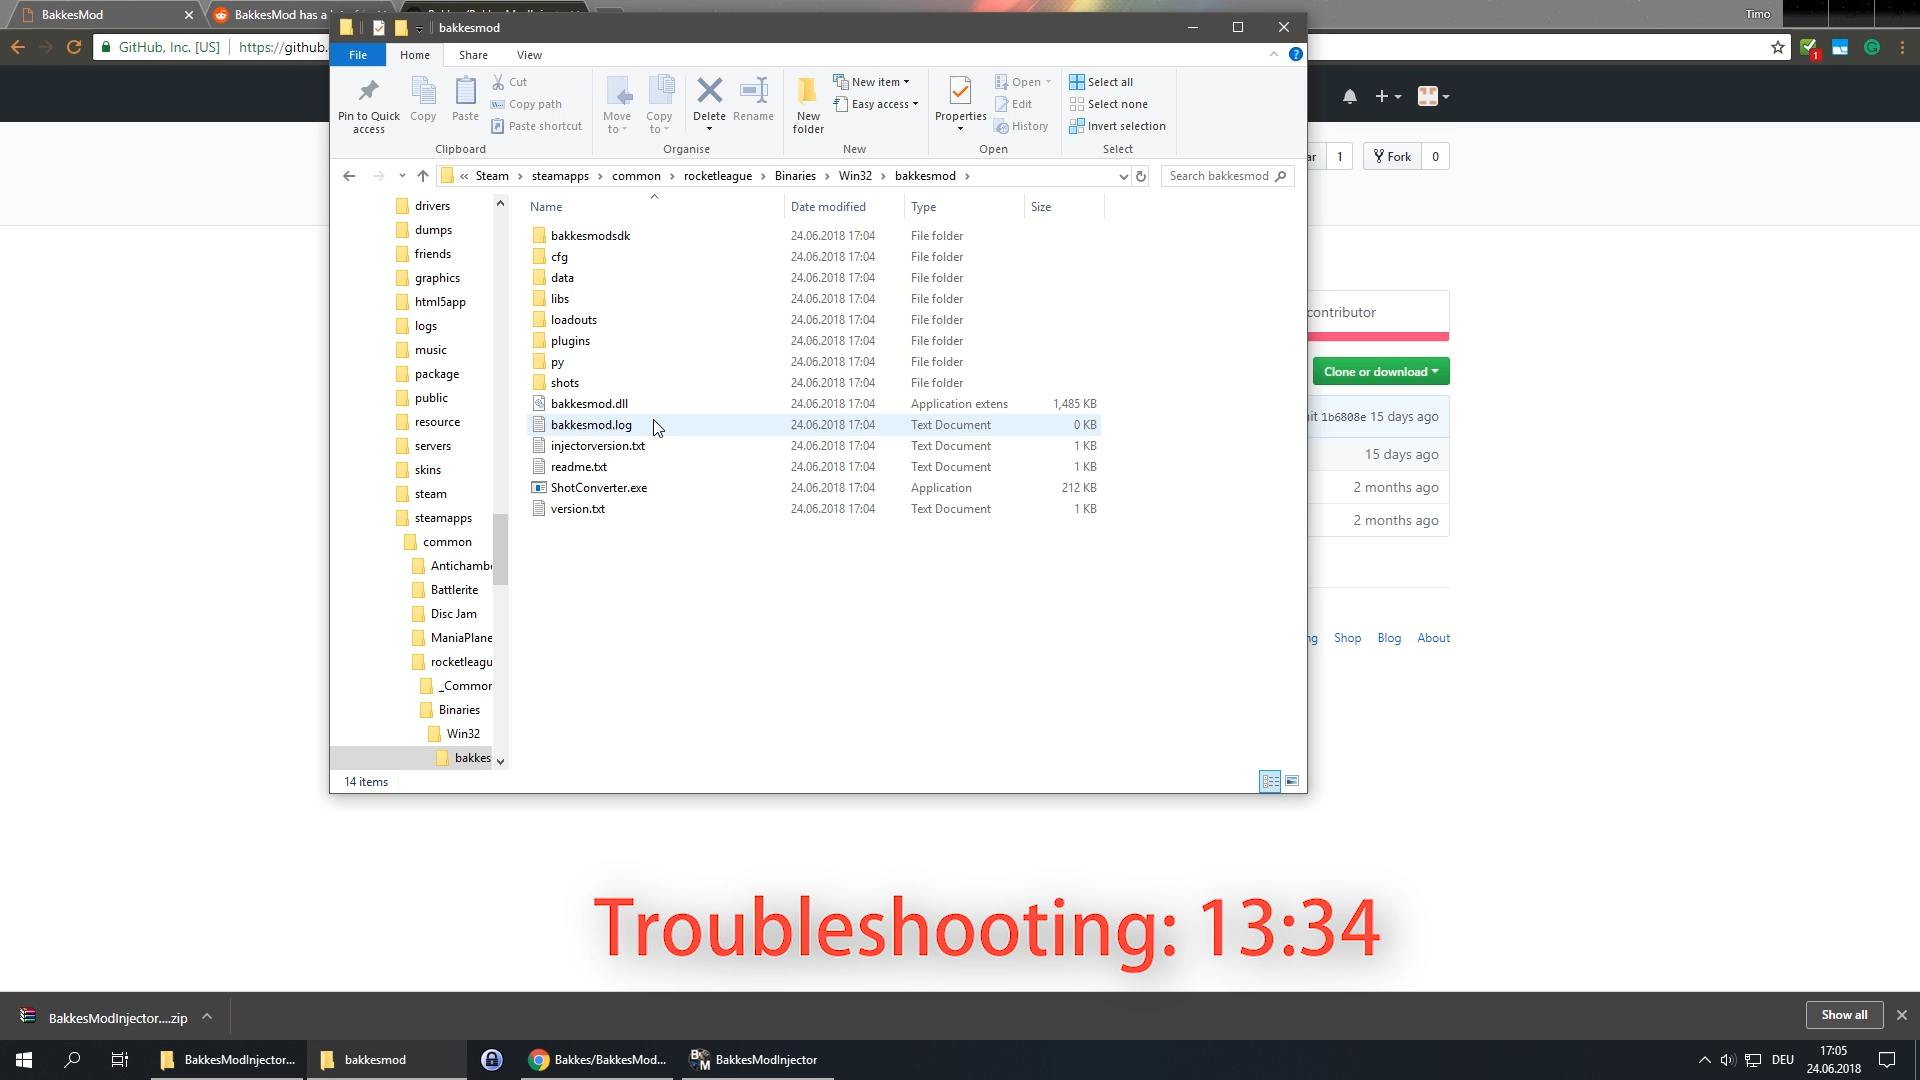 BakkesMod
BakkesMod has a
Timo
bakkesmod
GitHub, Inc. [US] https://github.
File Home Share View
Pin to Quick access
Copy
Paste
Cut
Copy path
Paste shortcut
Clipboard
Move to
Copy to
Delete
Rename
Organise
New folder
New item
Easy access
New
Properties
Open
Edit
History
Open
Select all
Select none
Invert selection
Select
1 Fork 0
« Steam › steamapps › common › rocketleague › Binaries › Win32 › bakkesmod ›
Search bakkesmod
Name Date modified Type Size
bakkesmodsdk 24.06.2018 17:04 File folder
cfg 24.06.2018 17:04 File folder
data 24.06.2018 17:04 File folder
libs 24.06.2018 17:04 File folder
loadouts 24.06.2018 17:04 File folder
plugins 24.06.2018 17:04 File folder
py 24.06.2018 17:04 File folder
shots 24.06.2018 17:04 File folder
bakkesmod.dll 24.06.2018 17:04 Application extens 1,485 KB
bakkesmod.log 24.06.2018 17:04 Text Document 0 KB
injectorversion.txt 24.06.2018 17:04 Text Document 1 KB
readme.txt 24.06.2018 17:04 Text Document 1 KB
ShotConverter.exe 24.06.2018 17:04 Application 212 KB
version.txt 24.06.2018 17:04 Text Document 1 KB
drivers
dumps
friends
graphics
html5app
logs
music
package
public
resource
servers
skins
steam
steamapps
common
Antichambe
Battlerite
Disc Jam
ManiaPlane
rocketleagu
_Common
Binaries
Win32
bakkes
14 items
contributor
Clone or download
it 1b6808e 15 days ago
15 days ago
2 months ago
2 months ago
ng Shop Blog About
Troubleshooting: 13:34
BakkesModInjector....zip
Show all
BakkesModInjector...
bakkesmod
Bakkes/BakkesMod...
BakkesModInjector
DEU
17:05
24.06.2018